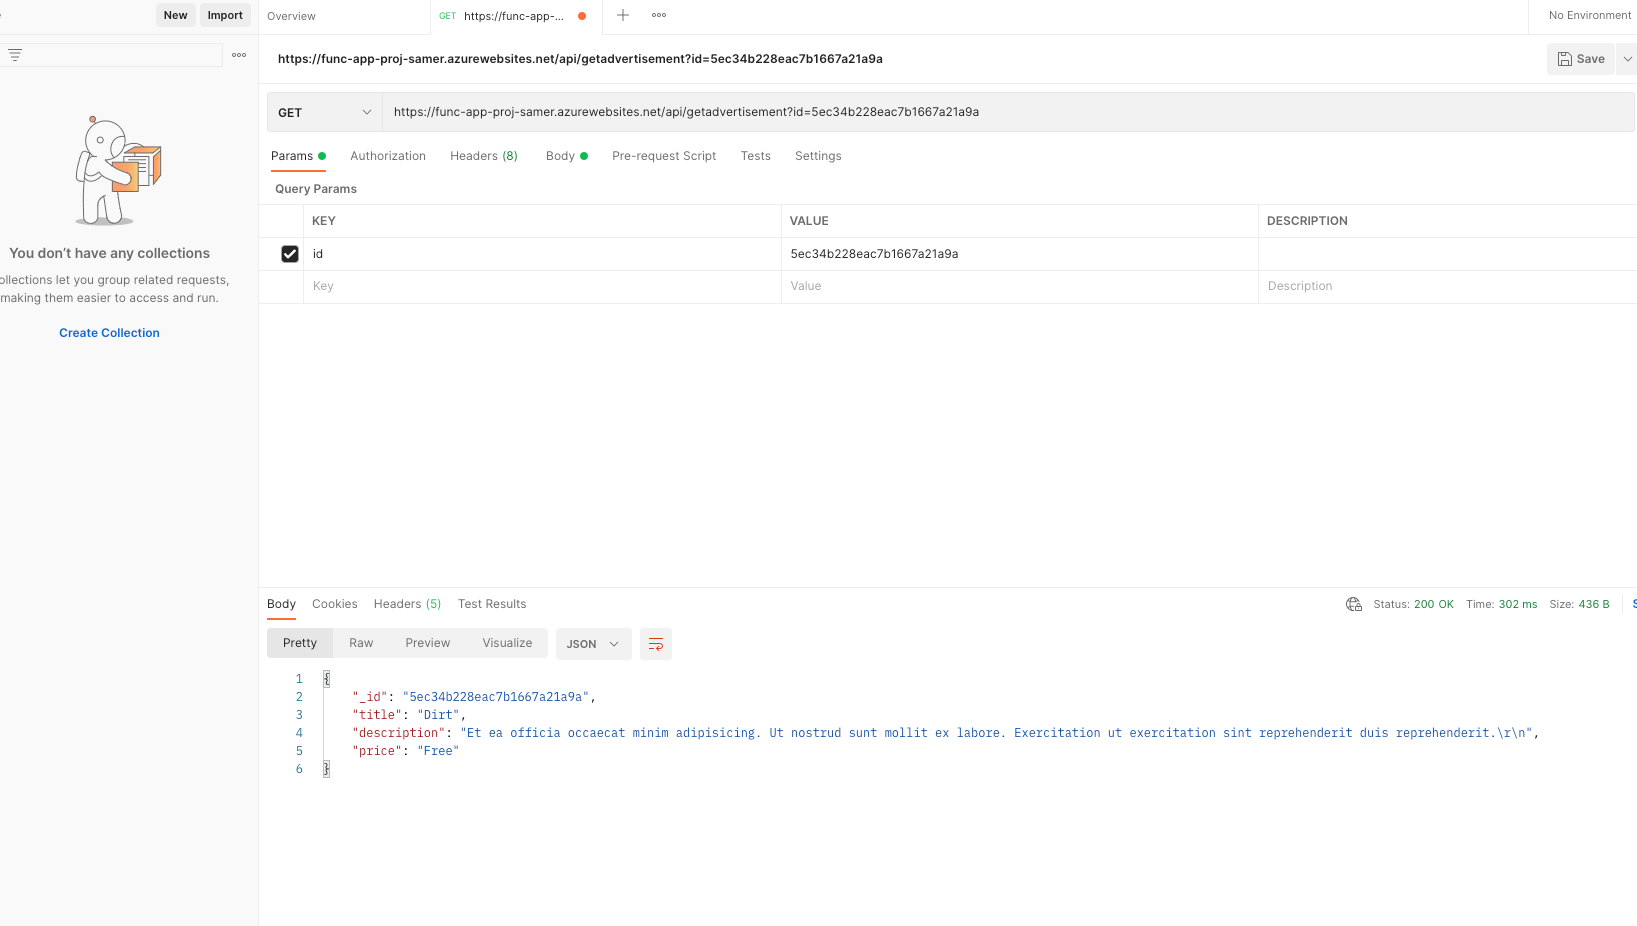 New Import
Overview
GET https://func-app-...
No Environment
https://func-app-proj-samer.azurewebsites.net/api/getadvertisement?id=5ec34b228eac7b1667a21a9a
Save
GET https://func-app-proj-samer.azurewebsites.net/api/getadvertisement?id=5ec34b228eac7b1667a21a9a
Params Authorization Headers (8) Body Pre-request Script Tests Settings
Query Params
KEY VALUE DESCRIPTION
id 5ec34b228eac7b1667a21a9a
Key Value Description
You don't have any collections
ollections let you group related requests,
making them easier to access and run.
Create Collection
Body Cookies Headers (5) Test Results
Status: 200 OK Time: 302 ms Size: 436 B
Pretty Raw Preview Visualize JSON
1 {
2 "_id": "5ec34b228eac7b1667a21a9a",
3 "title": "Dirt",
4 "description": "Et ea officia occaecat minim adipisicing. Ut nostrud sunt mollit ex labore. Exercitation ut exercitation sint reprehenderit duis reprehenderit.\r\n",
5 "price": "Free"
6 }